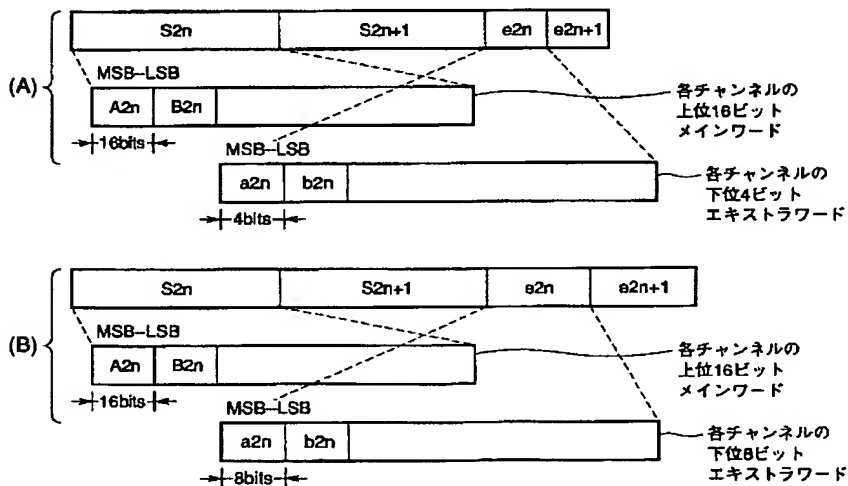 S2n S2n+1 e2n e2n+1
(A)
MSB–LSB
A2n B2n
16bits
各チャンネルの
上位16ビット
メインワード
MSB–LSB
a2n b2n
4bits
各チャンネルの
下位4ビット
エキストラワード
S2n S2n+1 e2n e2n+1
(B)
MSB–LSB
A2n B2n
16bits
各チャンネルの
上位16ビット
メインワード
MSB–LSB
a2n b2n
8bits
各チャンネルの
下位8ビット
エキストラワード